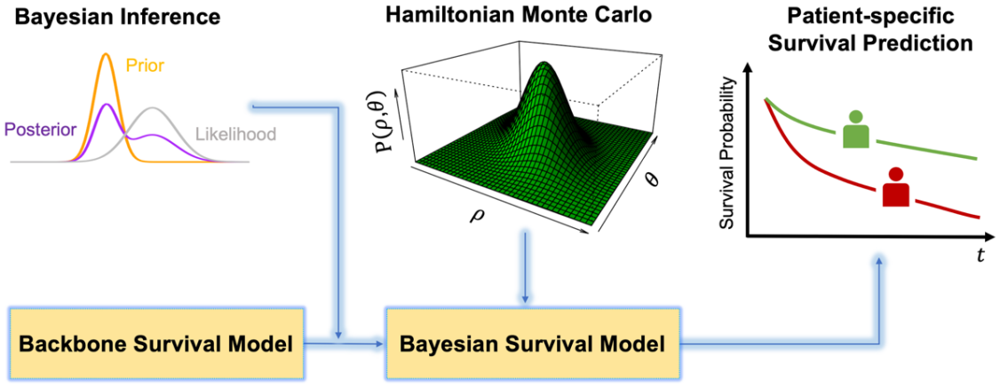 Bayesian Inference
Prior
Posterior
Likelihood
Hamiltonian Monte Carlo
P(ρ,θ)
ρ
θ
Patient-specific
Survival Prediction
Survival Probability
t
Backbone Survival Model
Bayesian Survival Model